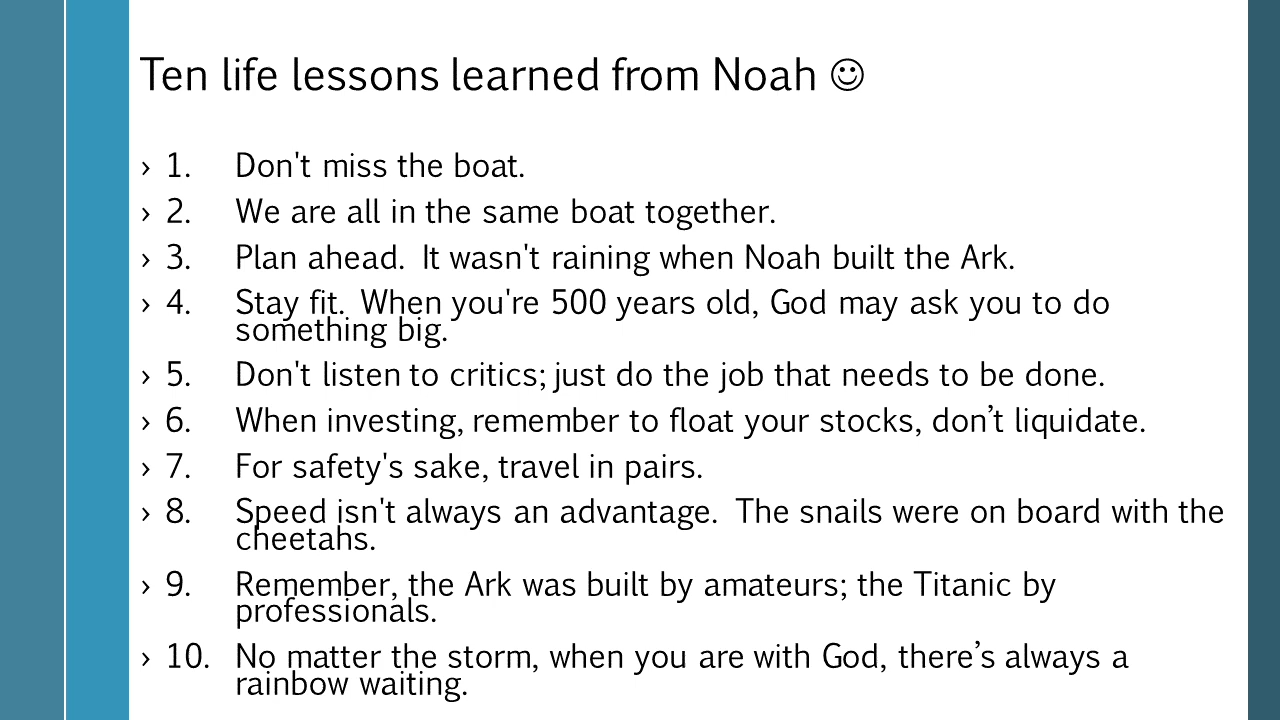 Ten life lessons learned from Noah ☺
› 1. Don't miss the boat.
› 2. We are all in the same boat together.
› 3. Plan ahead.  It wasn't raining when Noah built the Ark.
› 4. Stay fit.  When you're 500 years old, God may ask you to do
something big.
› 5. Don't listen to critics; just do the job that needs to be done.
› 6. When investing, remember to float your stocks, don’t liquidate.
› 7. For safety's sake, travel in pairs.
› 8. Speed isn't always an advantage.  The snails were on board with the
cheetahs.
› 9. Remember, the Ark was built by amateurs; the Titanic by
professionals.
› 10. No matter the storm, when you are with God, there’s always a
rainbow waiting.